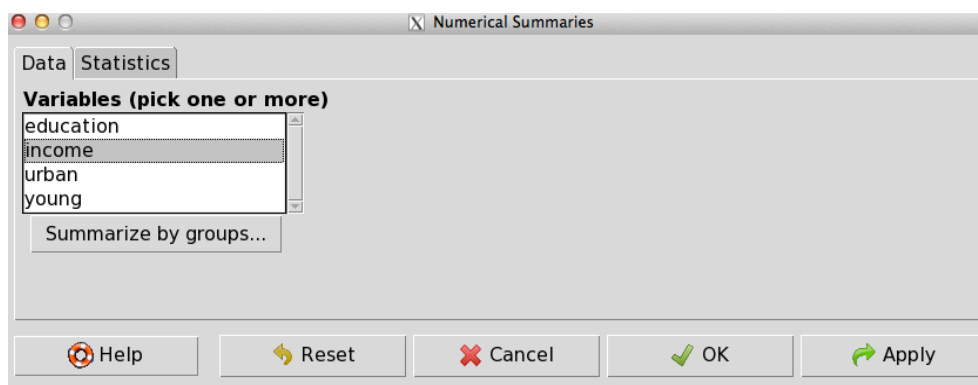 Numerical Summaries
Data Statistics
Variables (pick one or more)
education
income
urban
young
Summarize by groups...
Help Reset Cancel OK Apply